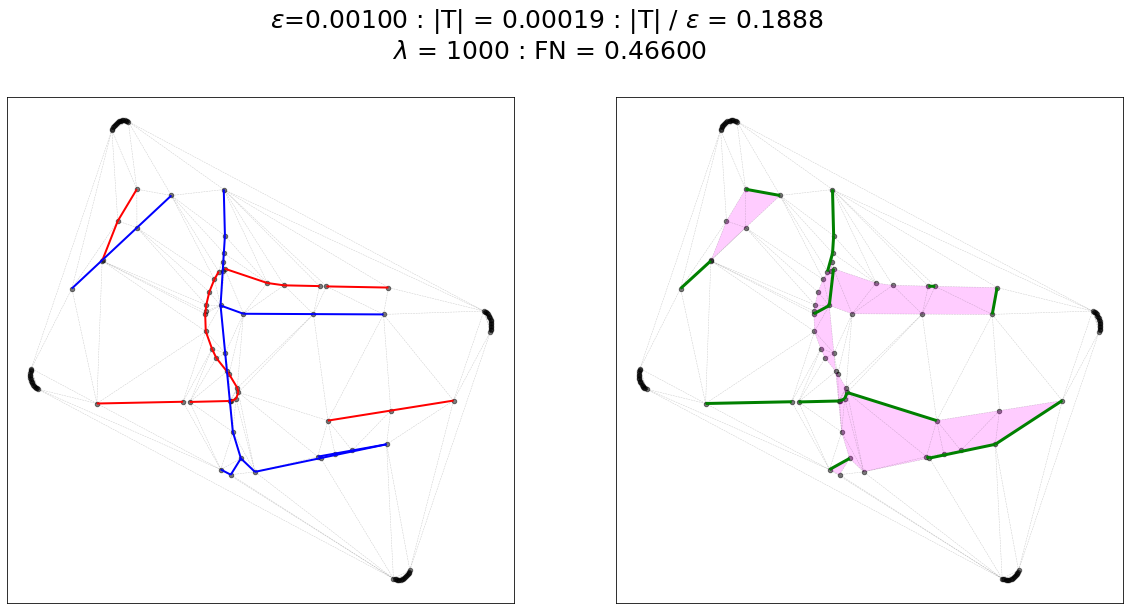 ε=0.00100 : |T| = 0.00019 : |T| / ε = 0.1888
λ = 1000 : FN = 0.46600